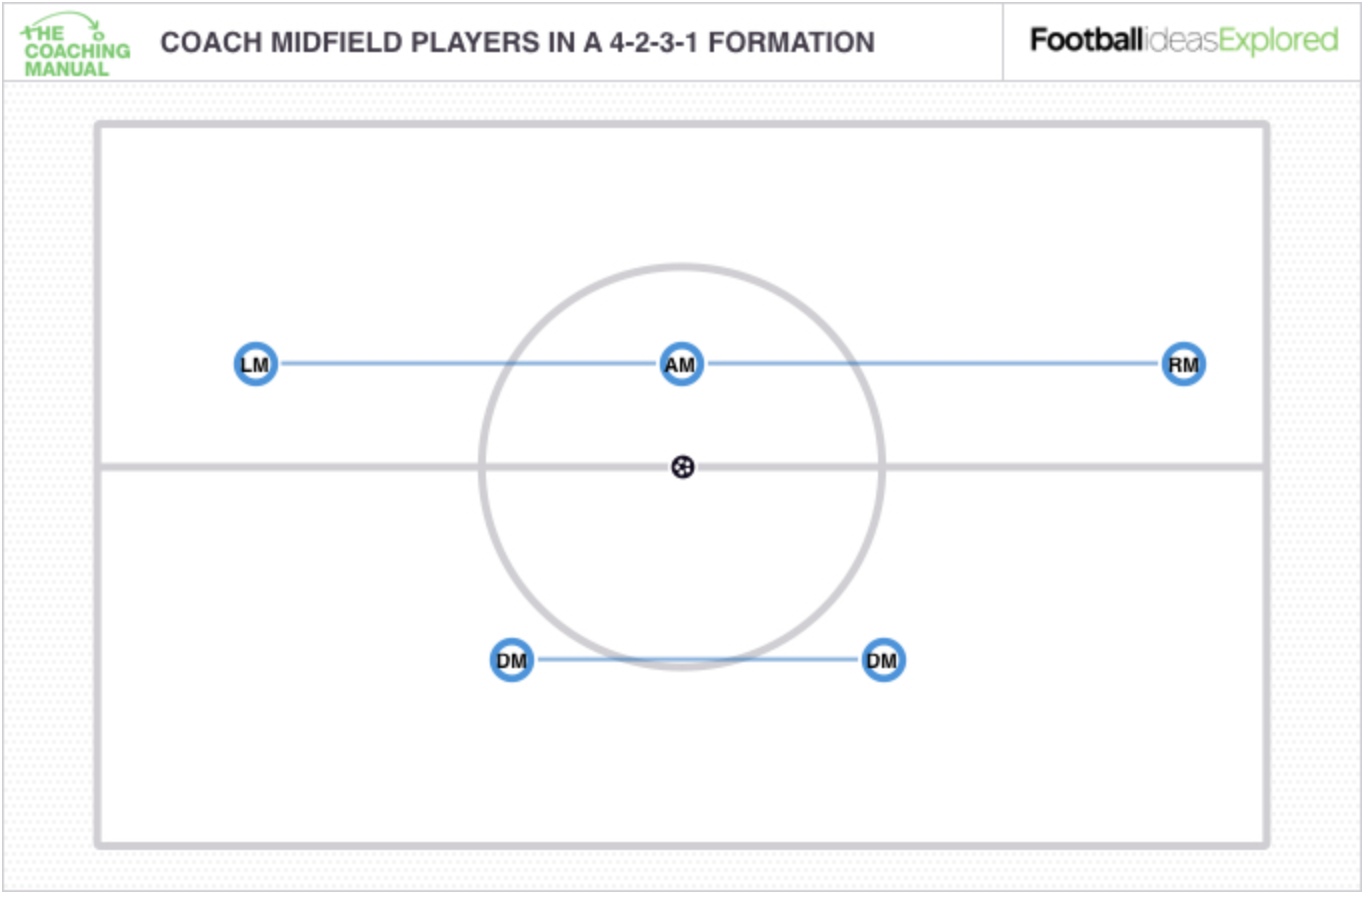 THE
COACHING
MANUAL
COACH MIDFIELD PLAYERS IN A 4-2-3-1 FORMATION
FootballideasExplored
LM AM RM
DM DM